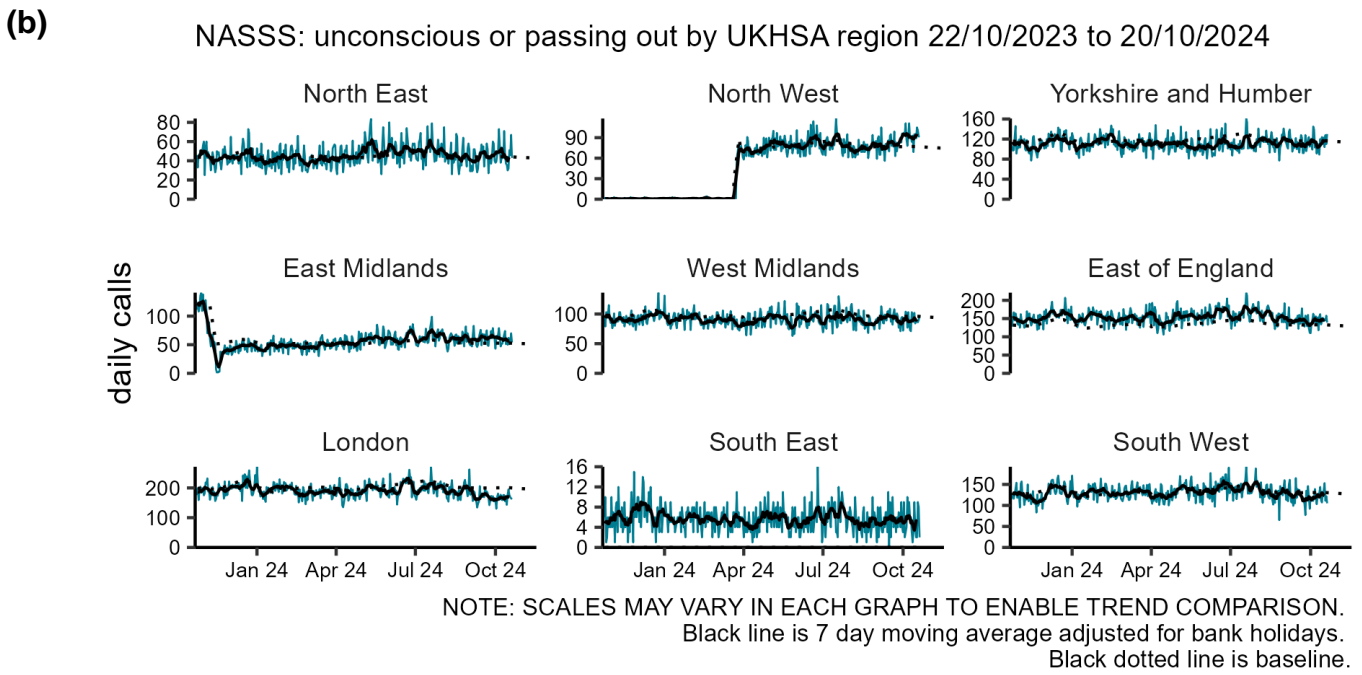 (b)
NASSS: unconscious or passing out by UKHSA region 22/10/2023 to 20/10/2024
daily calls
North East
80
60
40
20
0
North West
90
60
30
0
Yorkshire and Humber
160
120
80
40
0
East Midlands
100
50
0
West Midlands
100
50
0
East of England
200
150
100
50
0
London
200
100
0
Jan 24 Apr 24 Jul 24 Oct 24
South East
16
12
8
4
0
Jan 24 Apr 24 Jul 24 Oct 24
South West
150
100
50
0
Jan 24 Apr 24 Jul 24 Oct 24
NOTE: SCALES MAY VARY IN EACH GRAPH TO ENABLE TREND COMPARISON.
Black line is 7 day moving average adjusted for bank holidays.
Black dotted line is baseline.